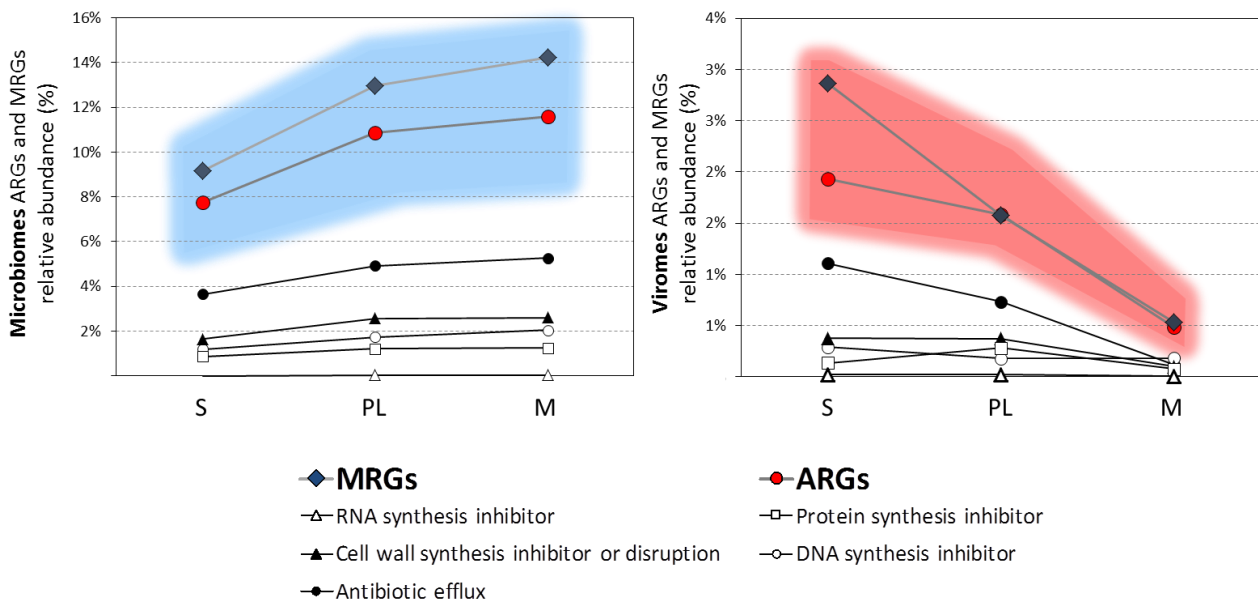 Microbiomes ARGs and MRGs
relative abundance (%)
16%
14%
12%
10%
8%
6%
4%
2%
S PL M
Viromes ARGs and MRGs
relative abundance (%)
4%
3%
3%
2%
2%
1%
1%
S PL M
MRGs
ARGs
RNA synthesis inhibitor
Protein synthesis inhibitor
Cell wall synthesis inhibitor or disruption
DNA synthesis inhibitor
Antibiotic efflux